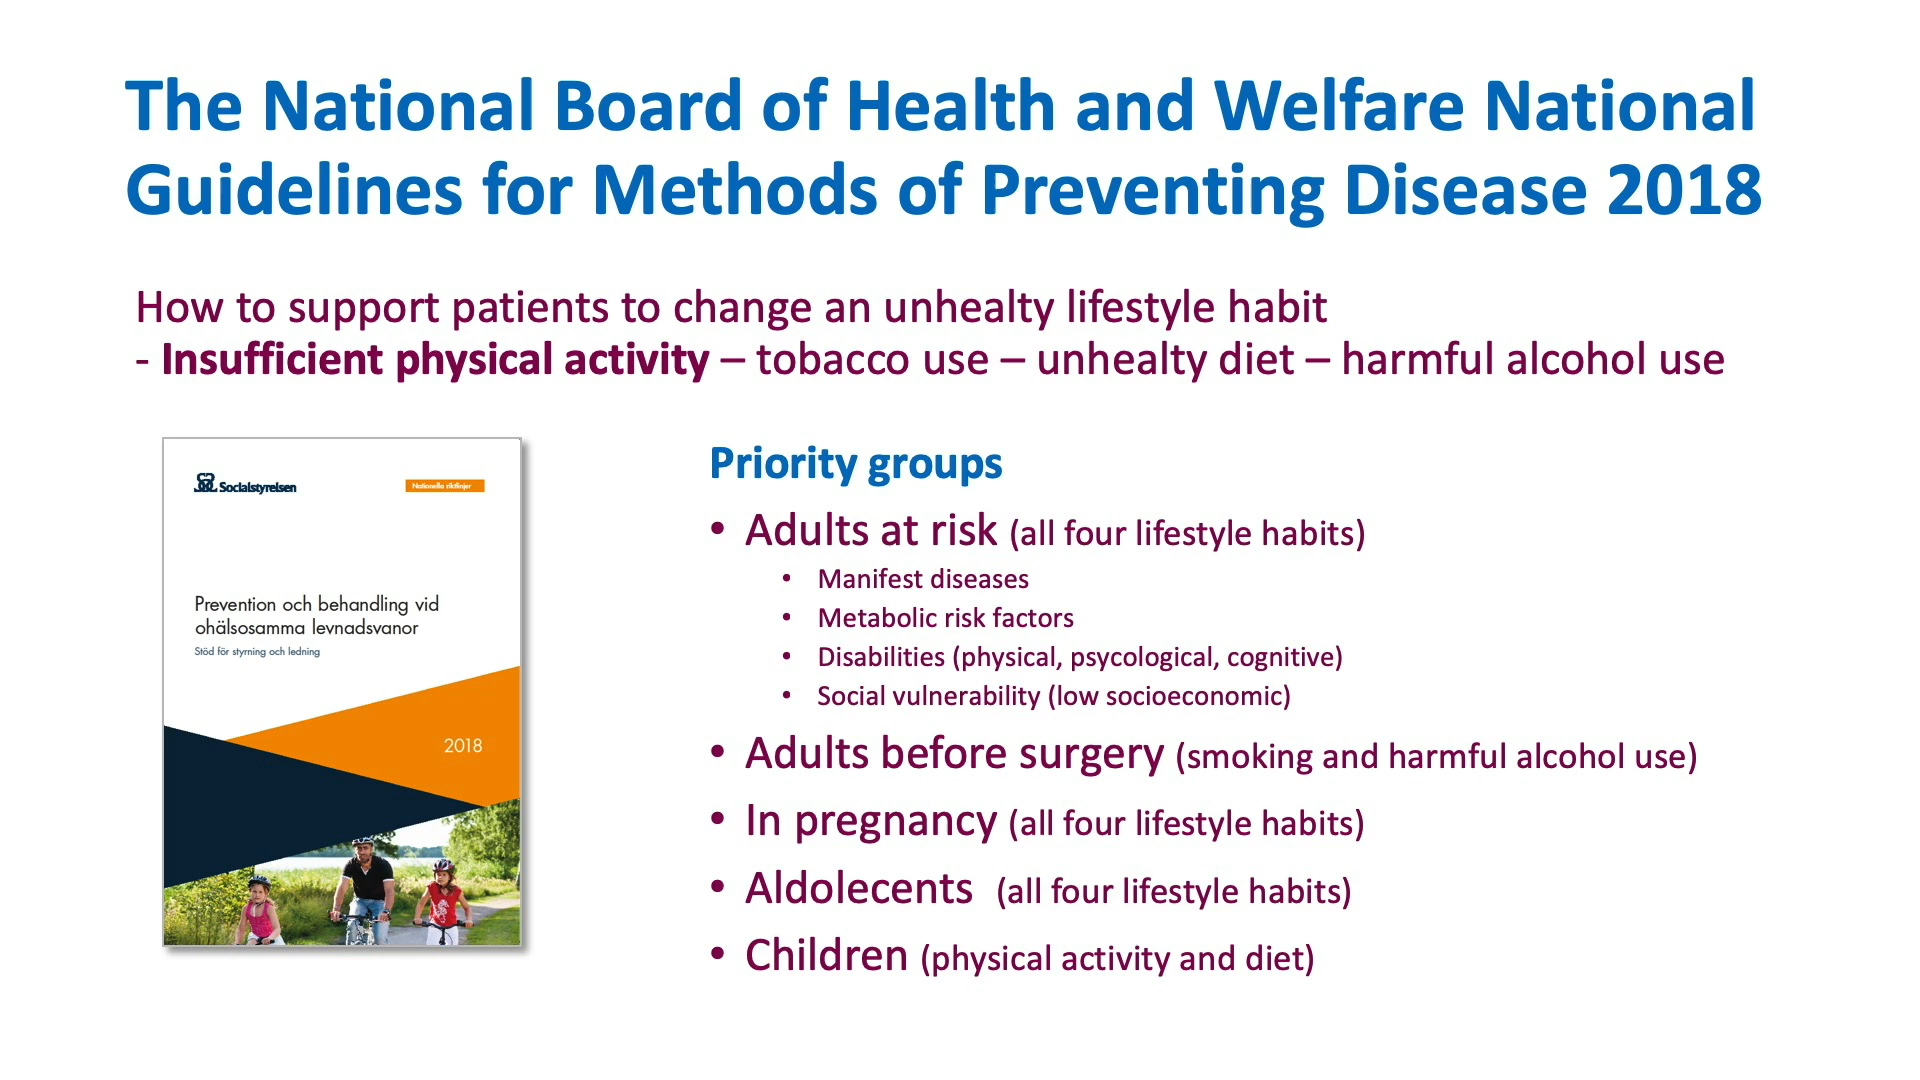 The National Board of Health and Welfare National
Guidelines for Methods of Preventing Disease 2018
How to support patients to change an unhealty lifestyle habit
- Insufficient physical activity – tobacco use – unhealty diet – harmful alcohol use
Socialstyrelsen
Nationella riktlinjer
Prevention och behandling vid
ohälsosamma levnadsvanor
Stöd för styrning och ledning
2018
Priority groups
• Adults at risk (all four lifestyle habits)
• Manifest diseases
• Metabolic risk factors
• Disabilities (physical, psycological, cognitive)
• Social vulnerability (low socioeconomic)
• Adults before surgery (smoking and harmful alcohol use)
• In pregnancy (all four lifestyle habits)
• Aldolecents (all four lifestyle habits)
• Children (physical activity and diet)